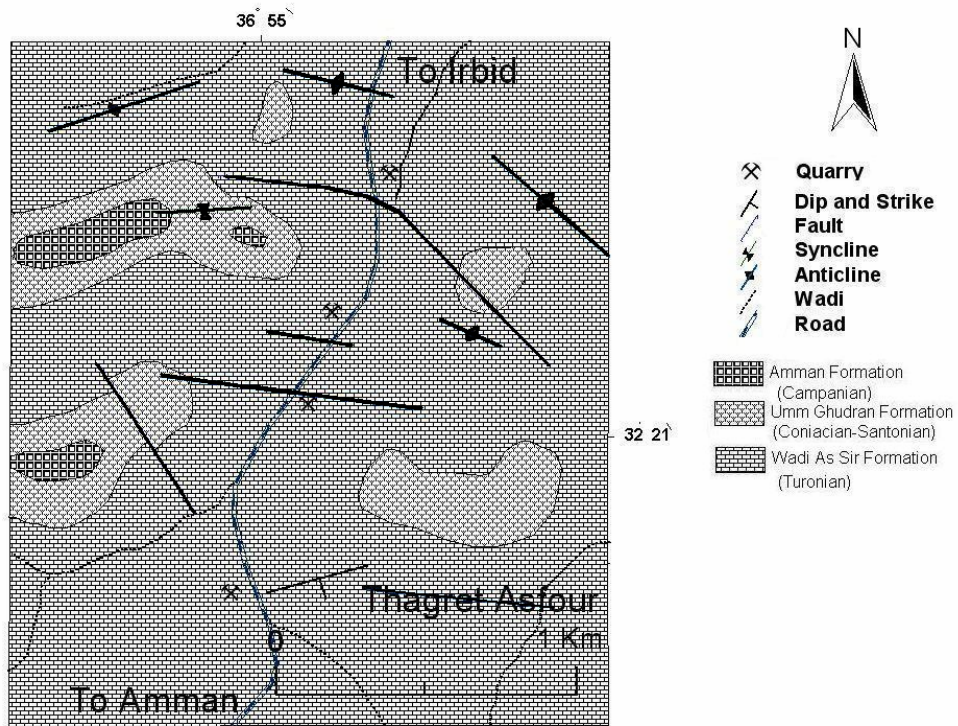 36° 55`
To Irbid
N
Quarry
Dip and Strike
Fault
Syncline
Anticline
Wadi
Road
Amman Formation
(Campanian)
Umm Ghudran Formation
(Coniacian-Santonian)
32 21`
Wadi As Sir Formation
(Turonian)
Thagret Asfour
0 1 Km
To Amman